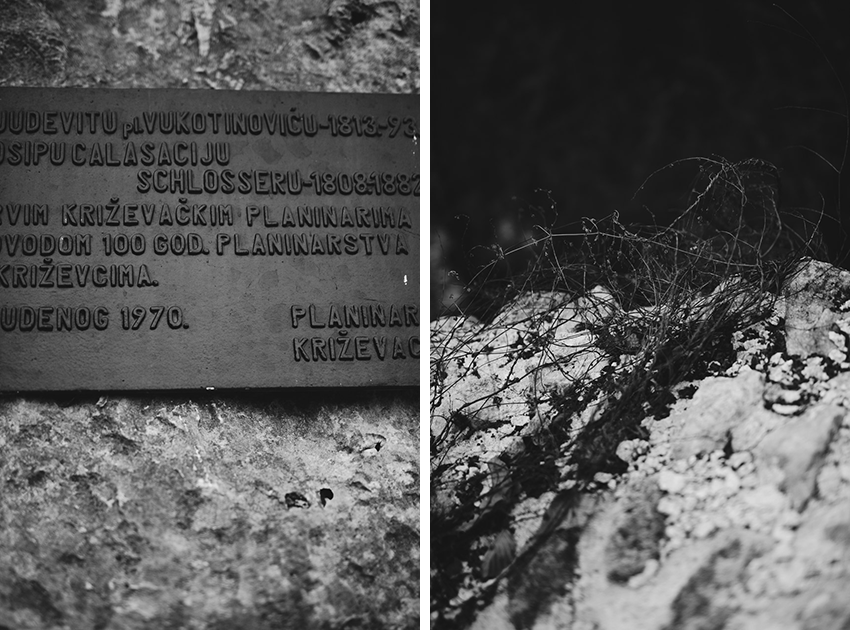 JUDEVITU pl. VUKOTINOVIĆU-1813-93
OSIPU CALASACIJU
SCHLOSSERU-1808-1882
RVIM KRIŽEVAČKIM PLANINARIMA
OVODOM 100 GOD. PLANINARSTVA
KRIŽEVCIMA.
UDENOG 1970.
PLANINAR
KRIŽEVAC